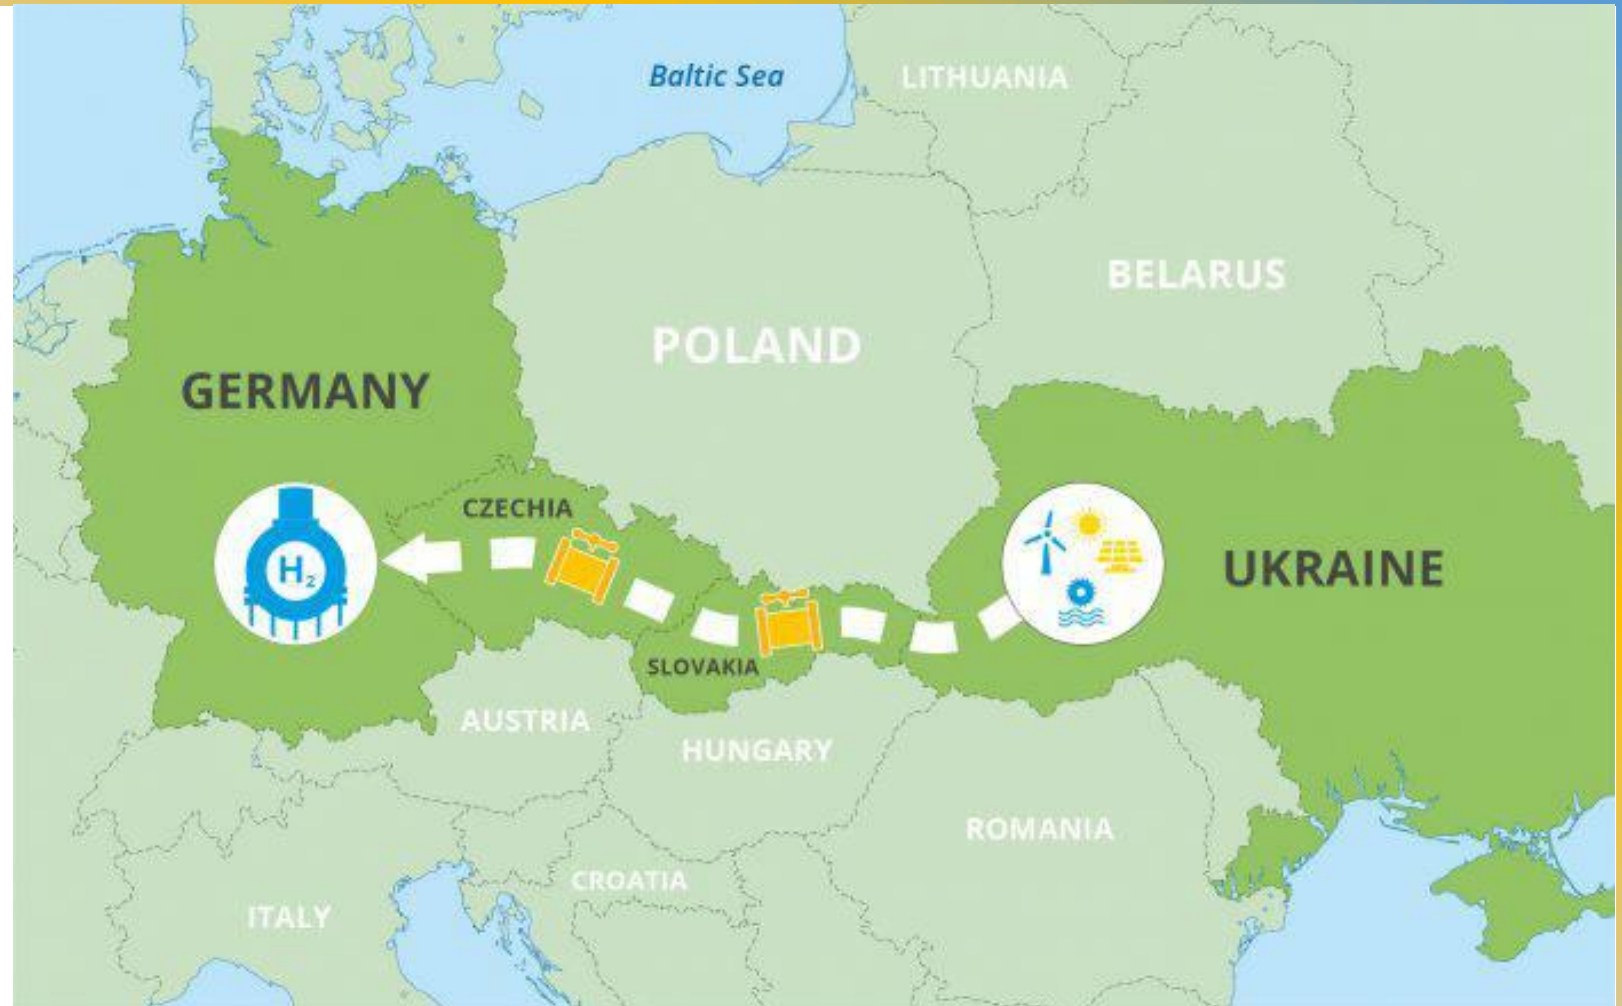 Baltic Sea
LITHUANIA
BELARUS
POLAND
GERMANY
CZECHIA
H2
UKRAINE
SLOVAKIA
AUSTRIA
HUNGARY
ROMANIA
CROATIA
ITALY